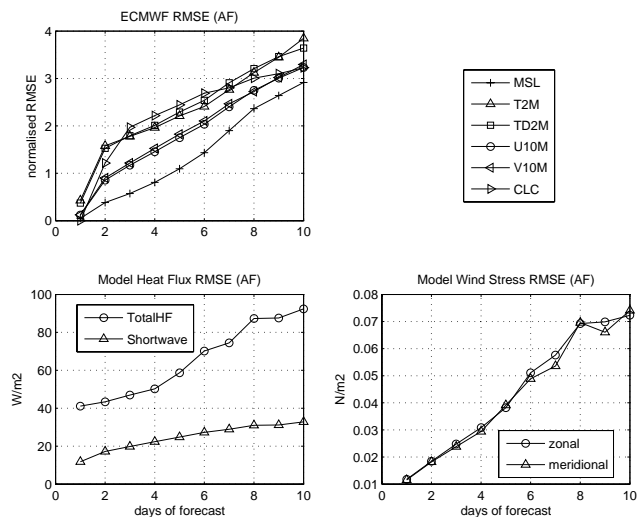 ECMWF RMSE (AF)
4
3
2
1
0
normalised RMSE
0 2 4 6 8 10
MSL
T2M
TD2M
U10M
V10M
CLC
Model Heat Flux RMSE (AF)
100
80
60
40
20
0
W/m2
TotalHF
Shortwave
0 2 4 6 8 10
days of forecast
Model Wind Stress RMSE (AF)
0.08
0.07
0.06
0.05
0.04
0.03
0.02
0.01
N/m2
zonal
meridional
0 2 4 6 8 10
days of forecast